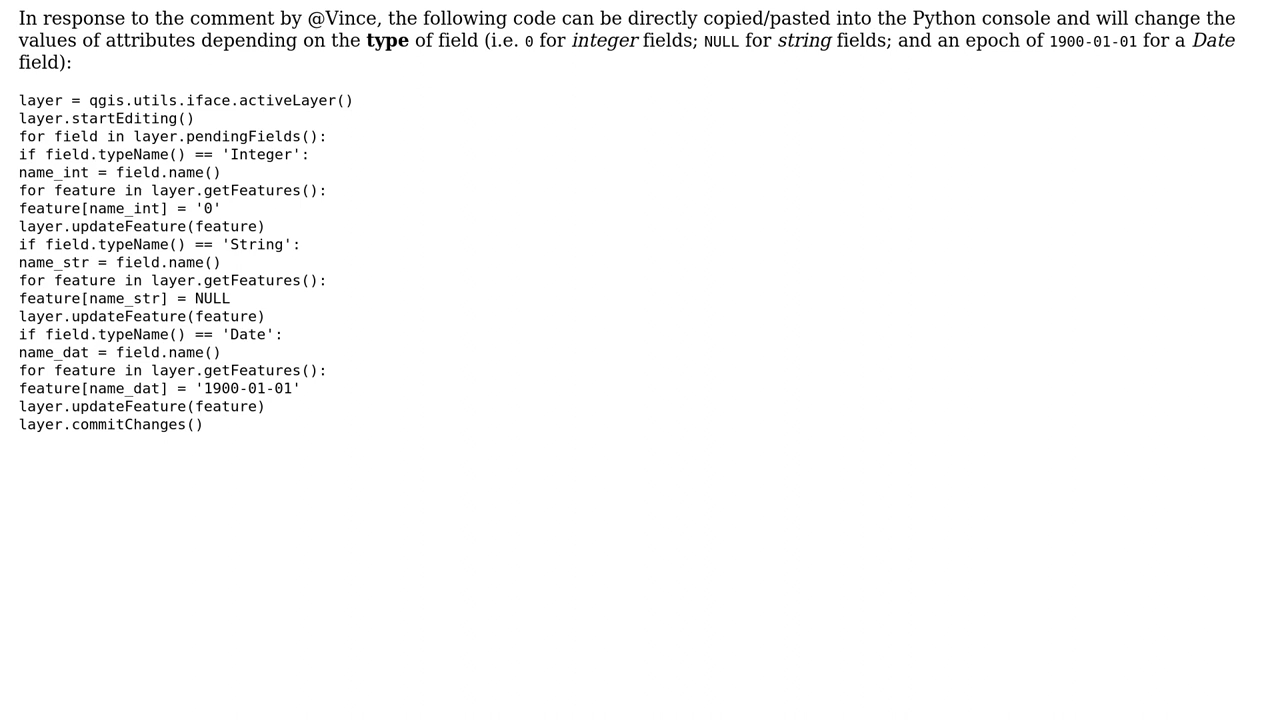 In response to the comment by @Vince, the following code can be directly copied/pasted into the Python console and will change the
values of attributes depending on the type of field (i.e. 0 for integer fields; NULL for string fields; and an epoch of 1900-01-01 for a Date
field):
layer = qgis.utils.iface.activeLayer()
layer.startEditing()
for field in layer.pendingFields():
if field.typeName() == 'Integer':
name_int = field.name()
for feature in layer.getFeatures():
feature[name_int] = '0'
layer.updateFeature(feature)
if field.typeName() == 'String':
name_str = field.name()
for feature in layer.getFeatures():
feature[name_str] = NULL
layer.updateFeature(feature)
if field.typeName() == 'Date':
name_dat = field.name()
for feature in layer.getFeatures():
feature[name_dat] = '1900-01-01'
layer.updateFeature(feature)
layer.commitChanges()